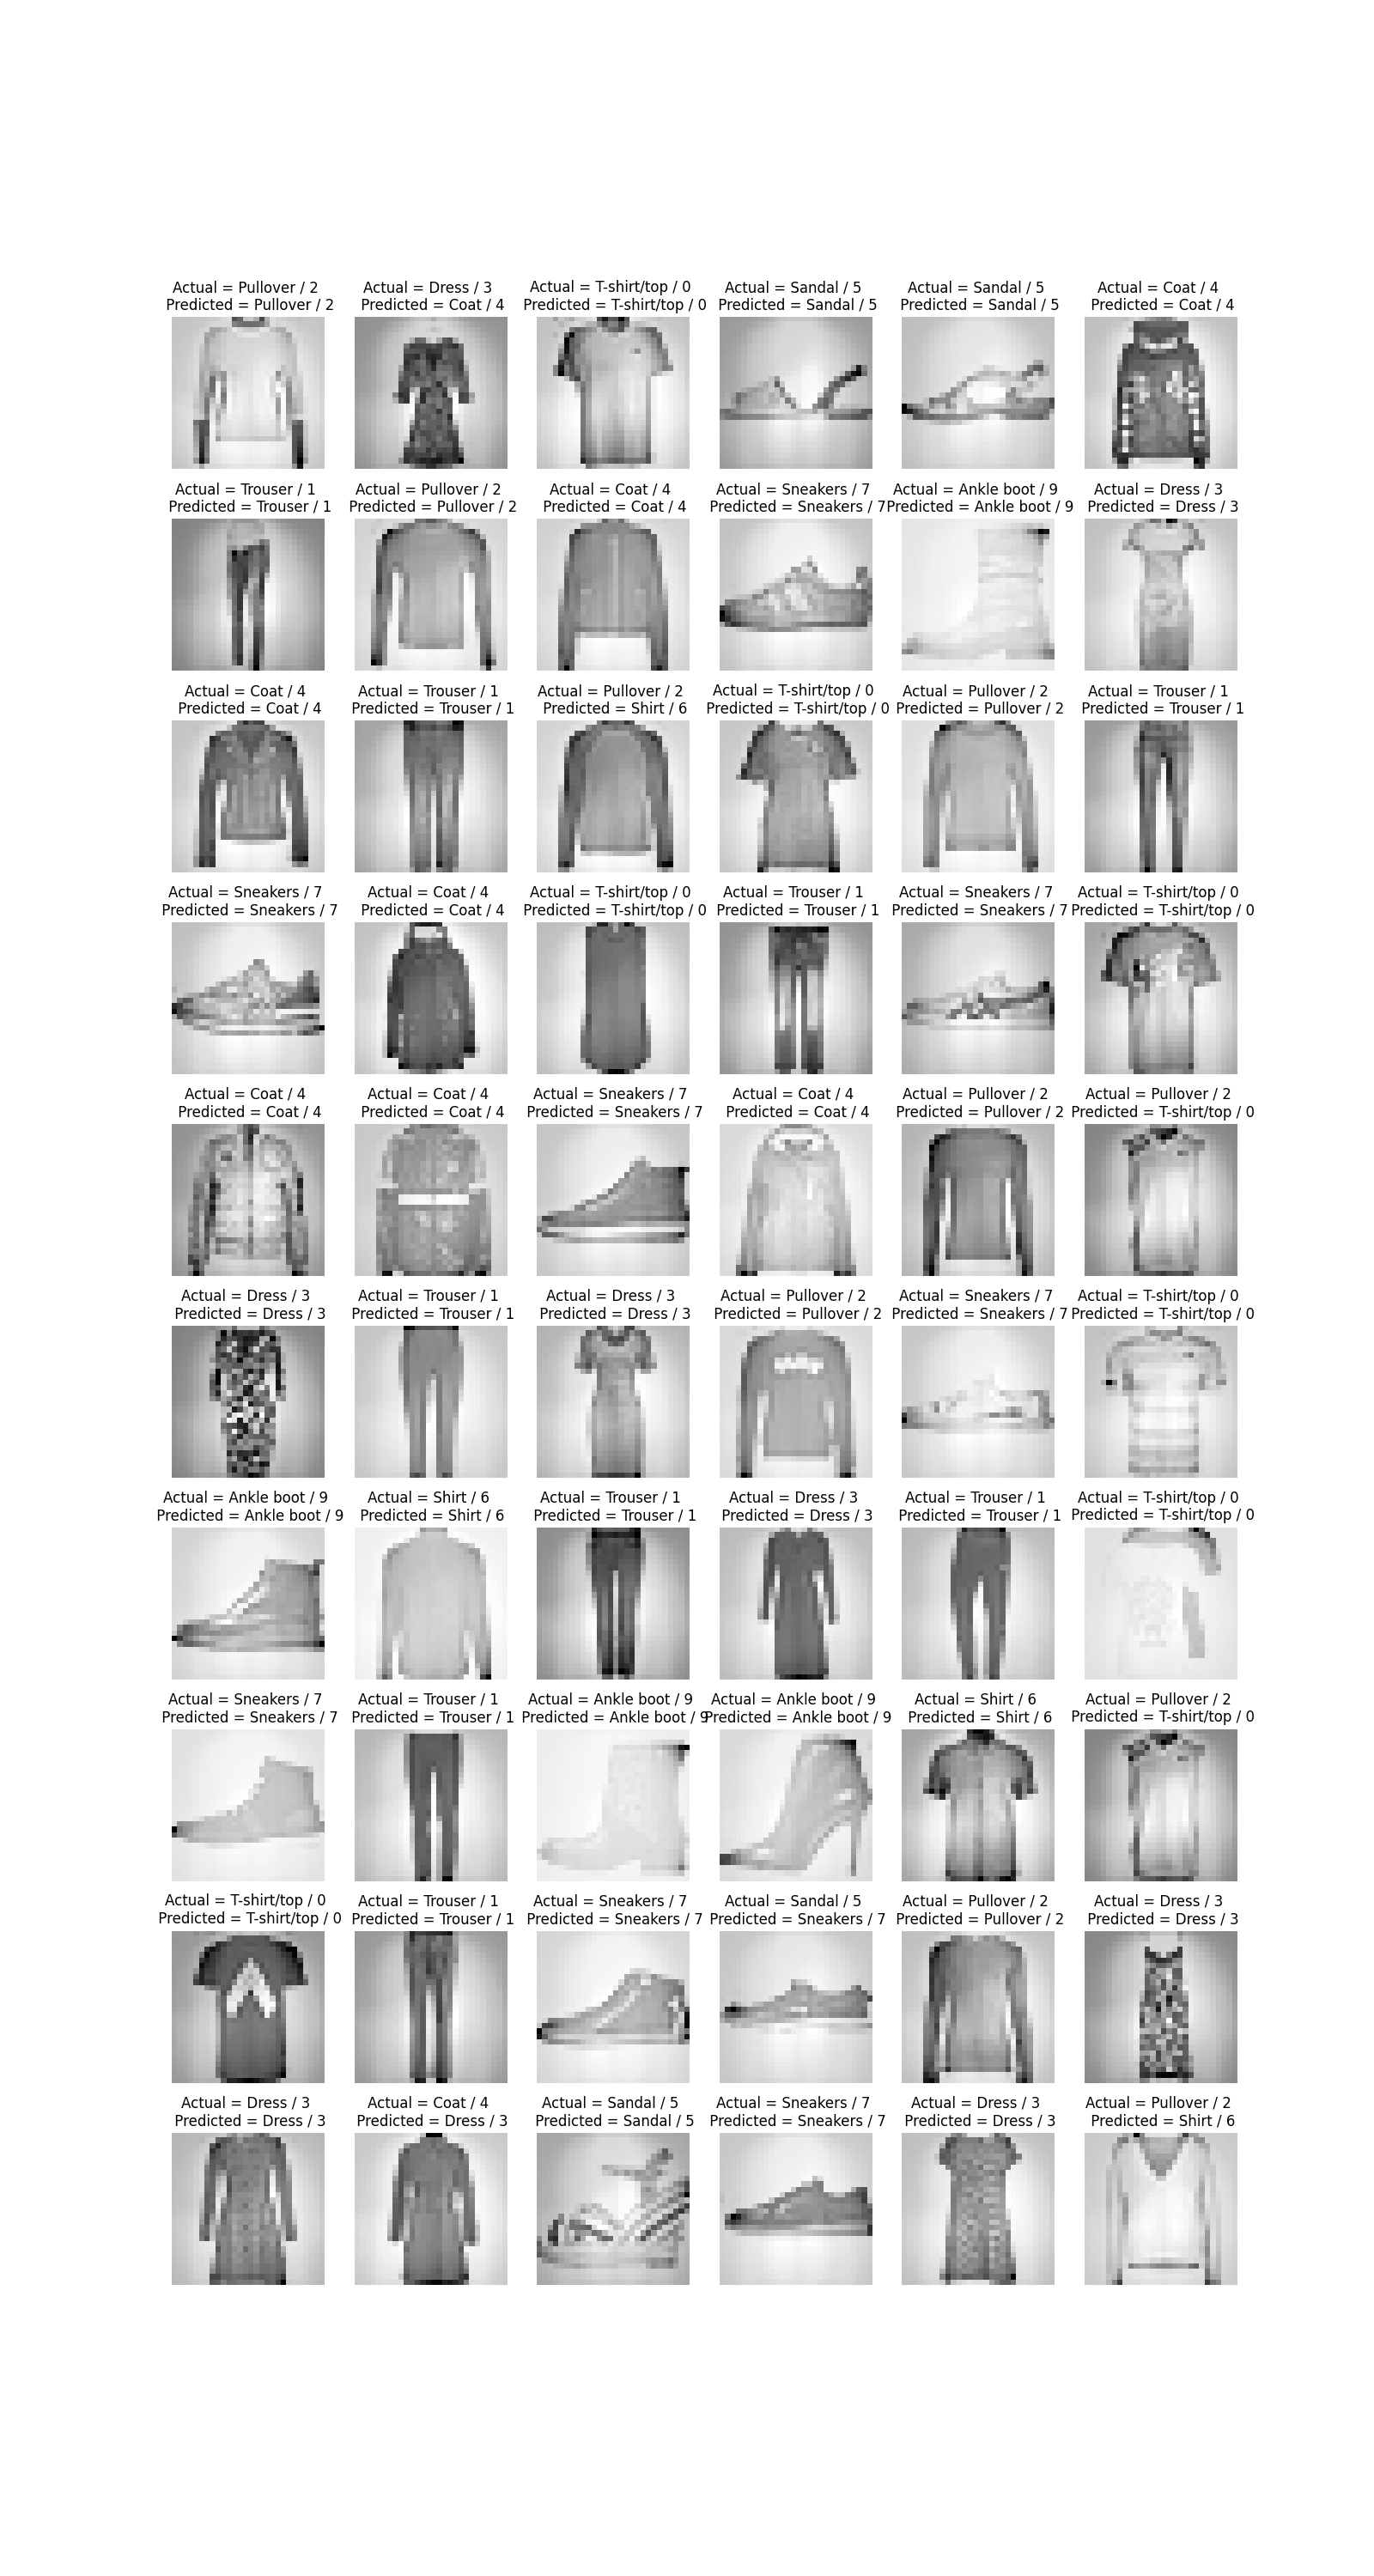 Actual = Pullover / 2
Predicted = Pullover / 2
Actual = Dress / 3
Predicted = Coat / 4
Actual = T-shirt/top / 0
Predicted = T-shirt/top / 0
Actual = Sandal / 5
Predicted = Sandal / 5
Actual = Sandal / 5
Predicted = Sandal / 5
Actual = Coat / 4
Predicted = Coat / 4
Actual = Trouser / 1
Predicted = Trouser / 1
Actual = Pullover / 2
Predicted = Pullover / 2
Actual = Coat / 4
Predicted = Coat / 4
Actual = Sneakers / 7
Predicted = Sneakers / 7
Actual = Ankle boot / 9
Predicted = Ankle boot / 9
Actual = Dress / 3
Predicted = Dress / 3
Actual = Coat / 4
Predicted = Coat / 4
Actual = Trouser / 1
Predicted = Trouser / 1
Actual = Pullover / 2
Predicted = Shirt / 6
Actual = T-shirt/top / 0
Predicted = T-shirt/top / 0
Actual = Pullover / 2
Predicted = Pullover / 2
Actual = Trouser / 1
Predicted = Trouser / 1
Actual = Sneakers / 7
Predicted = Sneakers / 7
Actual = Coat / 4
Predicted = Coat / 4
Actual = T-shirt/top / 0
Predicted = T-shirt/top / 0
Actual = Trouser / 1
Predicted = Trouser / 1
Actual = Sneakers / 7
Predicted = Sneakers / 7
Actual = T-shirt/top / 0
Predicted = T-shirt/top / 0
Actual = Coat / 4
Predicted = Coat / 4
Actual = Coat / 4
Predicted = Coat / 4
Actual = Sneakers / 7
Predicted = Sneakers / 7
Actual = Coat / 4
Predicted = Coat / 4
Actual = Pullover / 2
Predicted = Pullover / 2
Actual = Pullover / 2
Predicted = T-shirt/top / 0
Actual = Dress / 3
Predicted = Dress / 3
Actual = Trouser / 1
Predicted = Trouser / 1
Actual = Dress / 3
Predicted = Dress / 3
Actual = Pullover / 2
Predicted = Pullover / 2
Actual = Sneakers / 7
Predicted = Sneakers / 7
Actual = T-shirt/top / 0
Predicted = T-shirt/top / 0
Actual = Ankle boot / 9
Predicted = Ankle boot / 9
Actual = Shirt / 6
Predicted = Shirt / 6
Actual = Trouser / 1
Predicted = Trouser / 1
Actual = Dress / 3
Predicted = Dress / 3
Actual = Trouser / 1
Predicted = Trouser / 1
Actual = T-shirt/top / 0
Predicted = T-shirt/top / 0
Actual = Sneakers / 7
Predicted = Sneakers / 7
Actual = Trouser / 1
Predicted = Trouser / 1
Actual = Ankle boot / 9
Predicted = Ankle boot / 9
Actual = Ankle boot / 9
Predicted = Ankle boot / 9
Actual = Shirt / 6
Predicted = Shirt / 6
Actual = Pullover / 2
Predicted = T-shirt/top / 0
Actual = T-shirt/top / 0
Predicted = T-shirt/top / 0
Actual = Trouser / 1
Predicted = Trouser / 1
Actual = Sneakers / 7
Predicted = Sneakers / 7
Actual = Sandal / 5
Predicted = Sneakers / 7
Actual = Pullover / 2
Predicted = Pullover / 2
Actual = Dress / 3
Predicted = Dress / 3
Actual = Dress / 3
Predicted = Dress / 3
Actual = Coat / 4
Predicted = Dress / 3
Actual = Sandal / 5
Predicted = Sandal / 5
Actual = Sneakers / 7
Predicted = Sneakers / 7
Actual = Dress / 3
Predicted = Dress / 3
Actual = Pullover / 2
Predicted = Shirt / 6